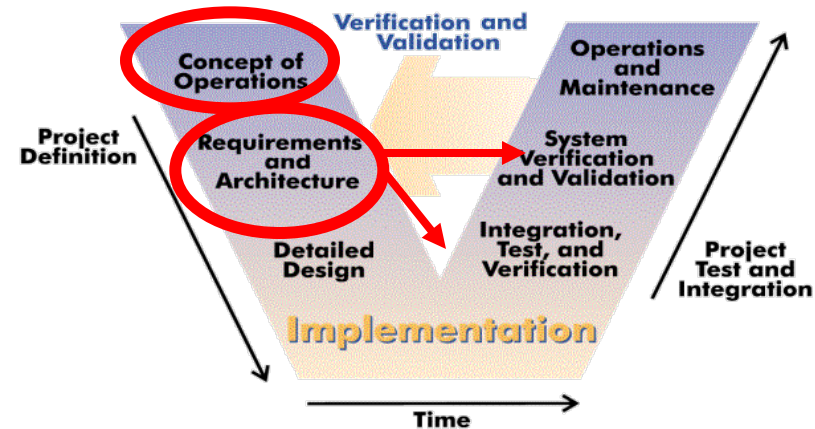 Verification and
Validation
Concept of
Operations
Operations
and
Maintenance
Project
Definition
Requirements
and
Architecture
System
Verification
and Validation
Detailed
Design
Integration,
Test, and
Verification
Project
Test and
Integration
Implementation
Time